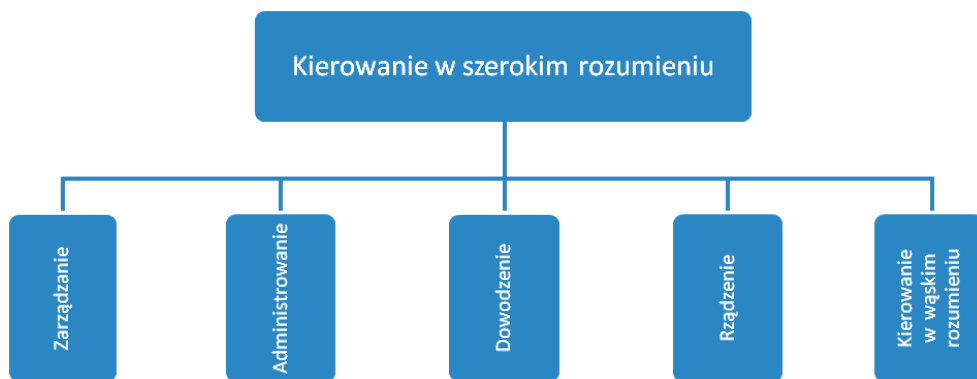 Kierowanie w szerokim rozumieniu
Zarządzanie
Administrowanie
Dowodzenie
Rządzenie
Kierowanie
w wąskim
rozumieniu